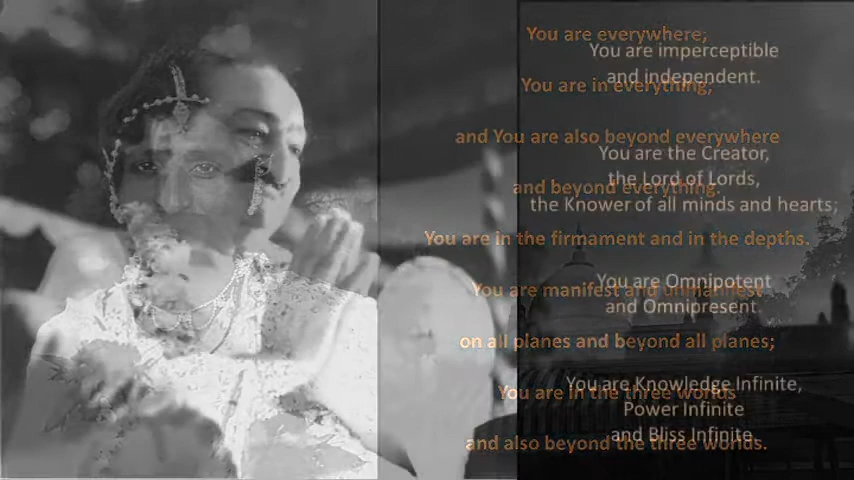 You are everywhere;
You are in everything;
and You are also beyond everywhere
and beyond everything.
You are in the firmament and in the depths.
You are manifest and unmanifest
on all planes and beyond all planes;
You are in the three worlds
and also beyond the three worlds.
You are imperceptible
and independent.
You are the Creator,
the Lord of Lords,
the Knower of all minds and hearts;
You are Omnipotent
and Omnipresent.
You are Knowledge Infinite,
Power Infinite
and Bliss Infinite.